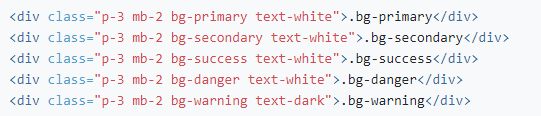 <div class="p-3 mb-2 bg-primary text-white">.bg-primary</div>
<div class="p-3 mb-2 bg-secondary text-white">.bg-secondary</div>
<div class="p-3 mb-2 bg-success text-white">.bg-success</div>
<div class="p-3 mb-2 bg-danger text-white">.bg-danger</div>
<div class="p-3 mb-2 bg-warning text-dark">.bg-warning</div>